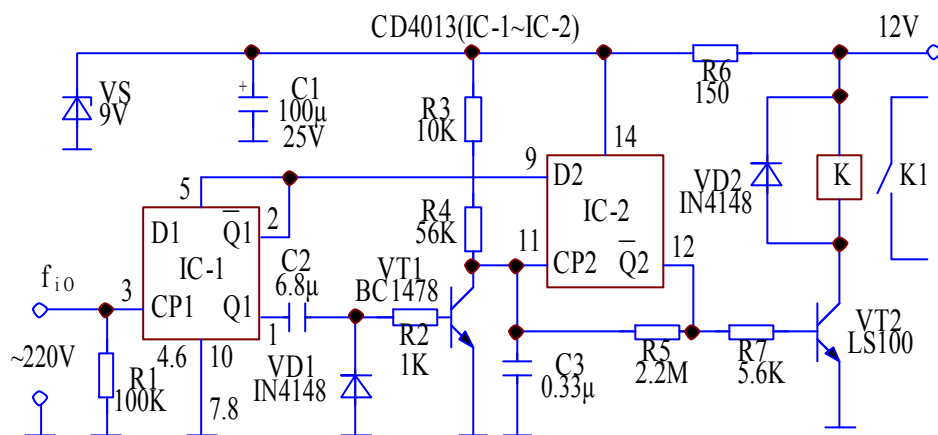 CD4013(IC-1~IC-2)
12V
VS
9V
+
C1
100μ
25V
R3
10K
R6
150
14
5
9
D2
VD2
IN4148
K
K1
D1
Q̅1
2
R4
56K
IC-2
IC-1
C2
6.8μ
VT1
BC1478
11
CP2
Q̅2
12
fi0
3
CP1
Q1
1
R2
1K
VT2
LS100
~220V
R1
100K
4.6
10
7.8
VD1
IN4148
C3
0.33μ
R5
2.2M
R7
5.6K